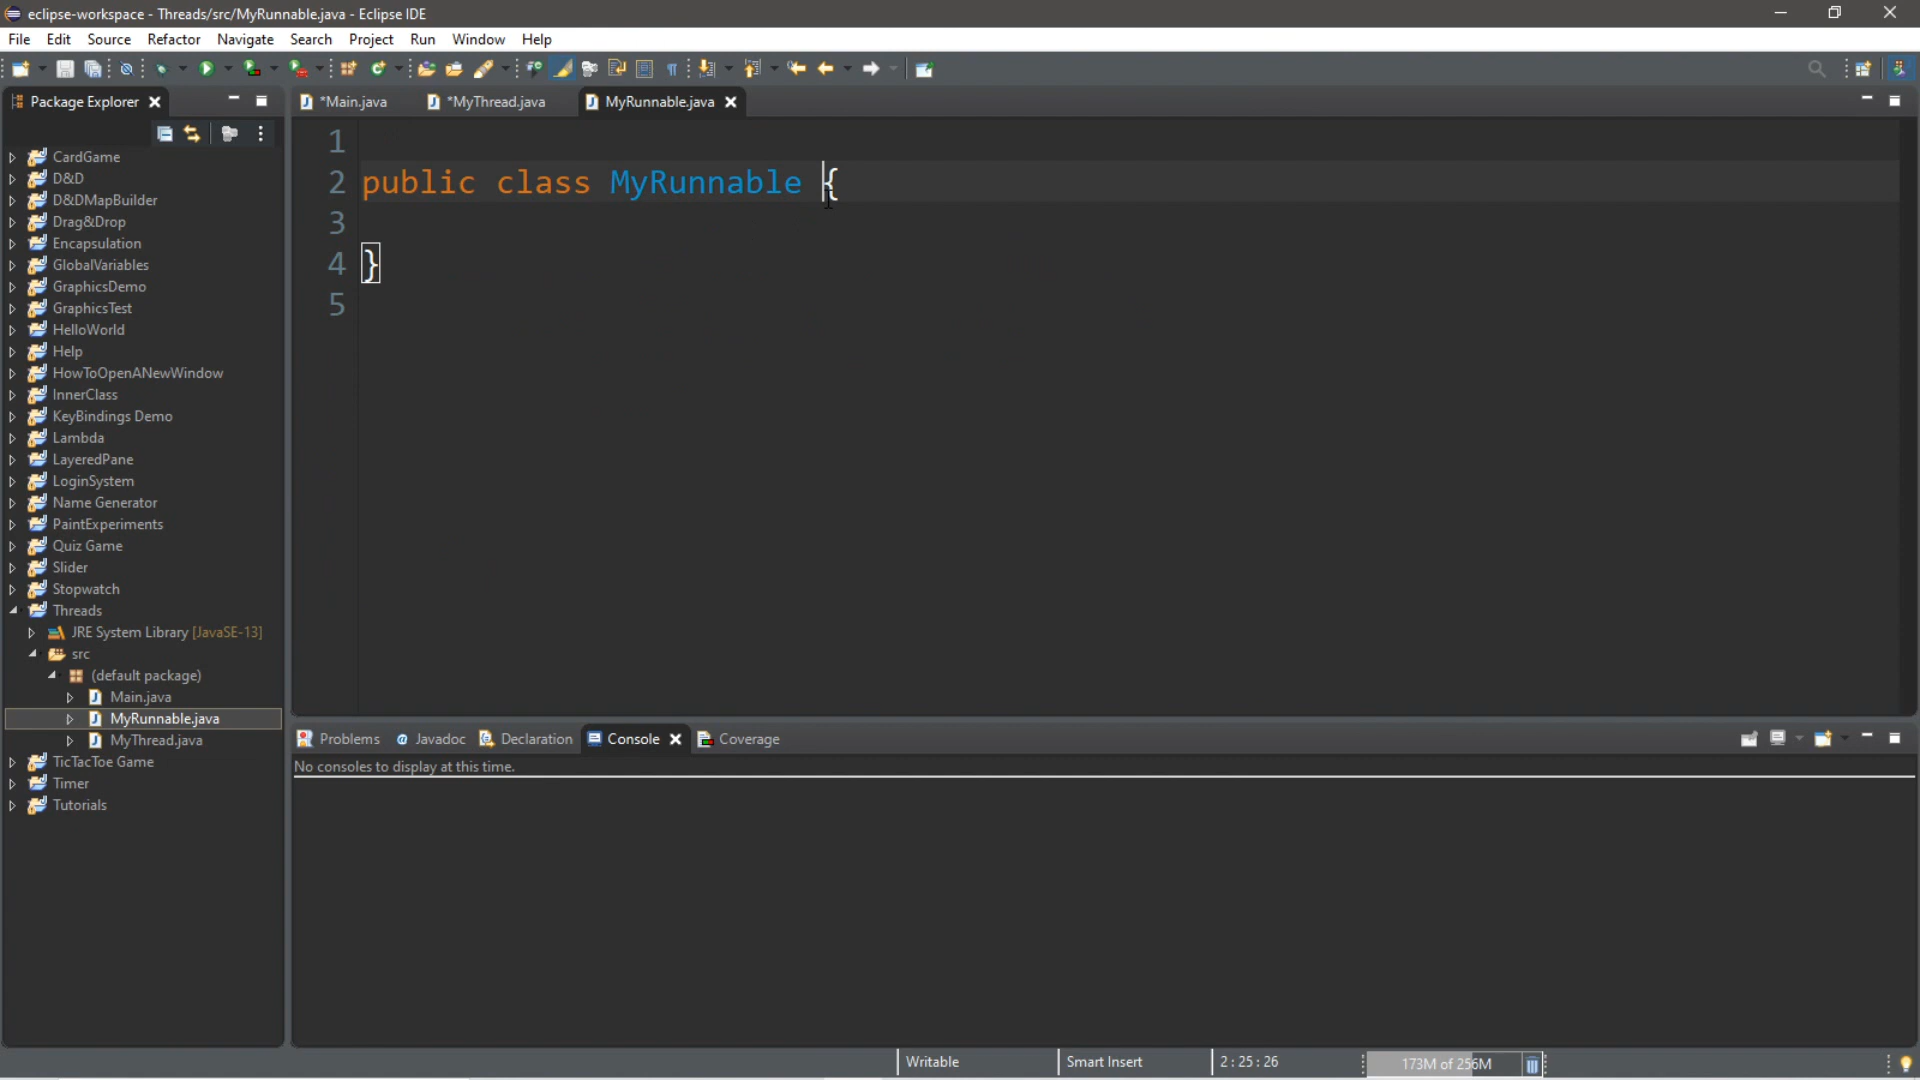 eclipse-workspace - Threads/src/MyRunnable.java - Eclipse IDE
File Edit Source Refactor Navigate Search Project Run Window Help
Package Explorer
*Main.java *MyThread.java MyRunnable.java
CardGame
D&D
D&DMapBuilder
Drag&Drop
Encapsulation
GlobalVariables
GraphicsDemo
GraphicsTest
HelloWorld
Help
HowToOpenANewWindow
InnerClass
KeyBindings Demo
Lambda
LayeredPane
LoginSystem
Name Generator
PaintExperiments
Quiz Game
Slider
Stopwatch
Threads
JRE System Library [JavaSE-13]
src
(default package)
Main.java
MyRunnable.java
MyThread.java
TicTacToe Game
Timer
Tutorials
1
2 public class MyRunnable {
3
4 }
5
Problems Javadoc Declaration Console Coverage
No consoles to display at this time.
Writable Smart Insert 2 : 25 : 26 173M of 256M